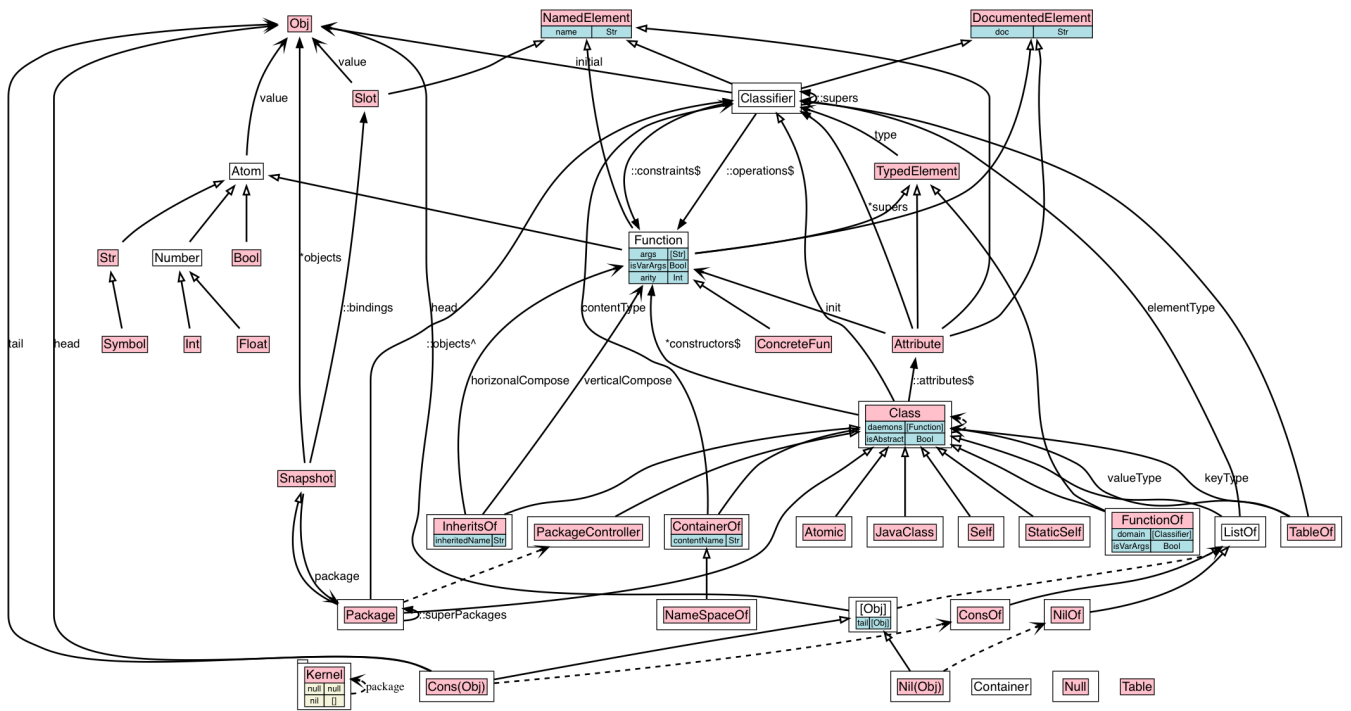 Obj
NamedElement
name Str
DocumentedElement
doc Str
value
initial
Slot
Classifier
::supers
value
type
Atom
::constraints$
::operations$
TypedElement
*supers
Str
Number
Bool
*objects
Function
args [Str]
isVarArgs Bool
arity Int
::bindings
head
contentType
init
elementType
tail
head
Symbol
Int
Float
::objects^
*constructors$
ConcreteFun
Attribute
horizonalCompose
verticalCompose
::attributes$
Class
daemons [Function]
isAbstract Bool
Snapshot
valueType
keyType
InheritsOf
inheritedName Str
PackageController
ContainerOf
contentName Str
Atomic
JavaClass
Self
StaticSelf
FunctionOf
domain [Classifier]
isVarArgs Bool
ListOf
TableOf
package
Package
::superPackages
NameSpaceOf
[Obj]
tail [Obj]
ConsOf
NilOf
Kernel
null null
nil []
package
Cons(Obj)
Nil(Obj)
Container
Null
Table